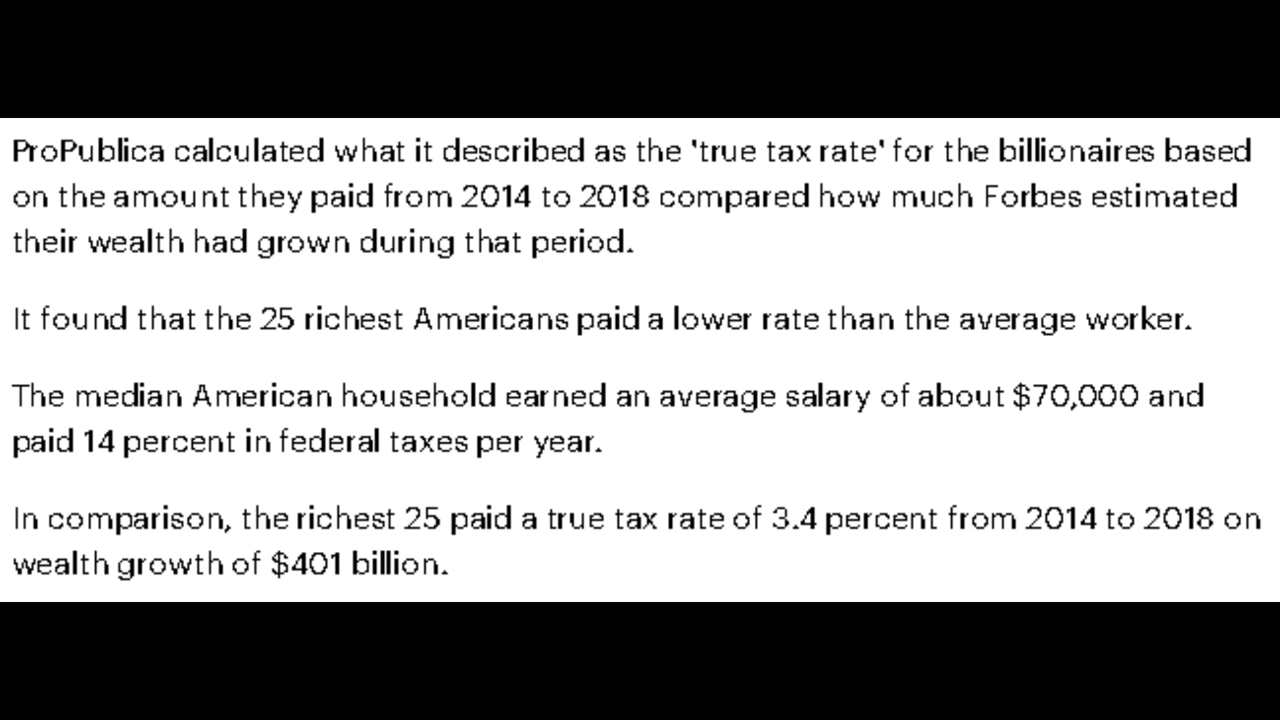 ProPublica calculated what it described as the 'true tax rate' for the billionaires based
on the amount they paid from 2014 to 2018 compared how much Forbes estimated
their wealth had grown during that period.
It found that the 25 richest Americans paid a lower rate than the average worker.
The median American household earned an average salary of about $70,000 and
paid 14 percent in federal taxes per year.
In comparison, the richest 25 paid a true tax rate of 3.4 percent from 2014 to 2018 on
wealth growth of $401 billion.